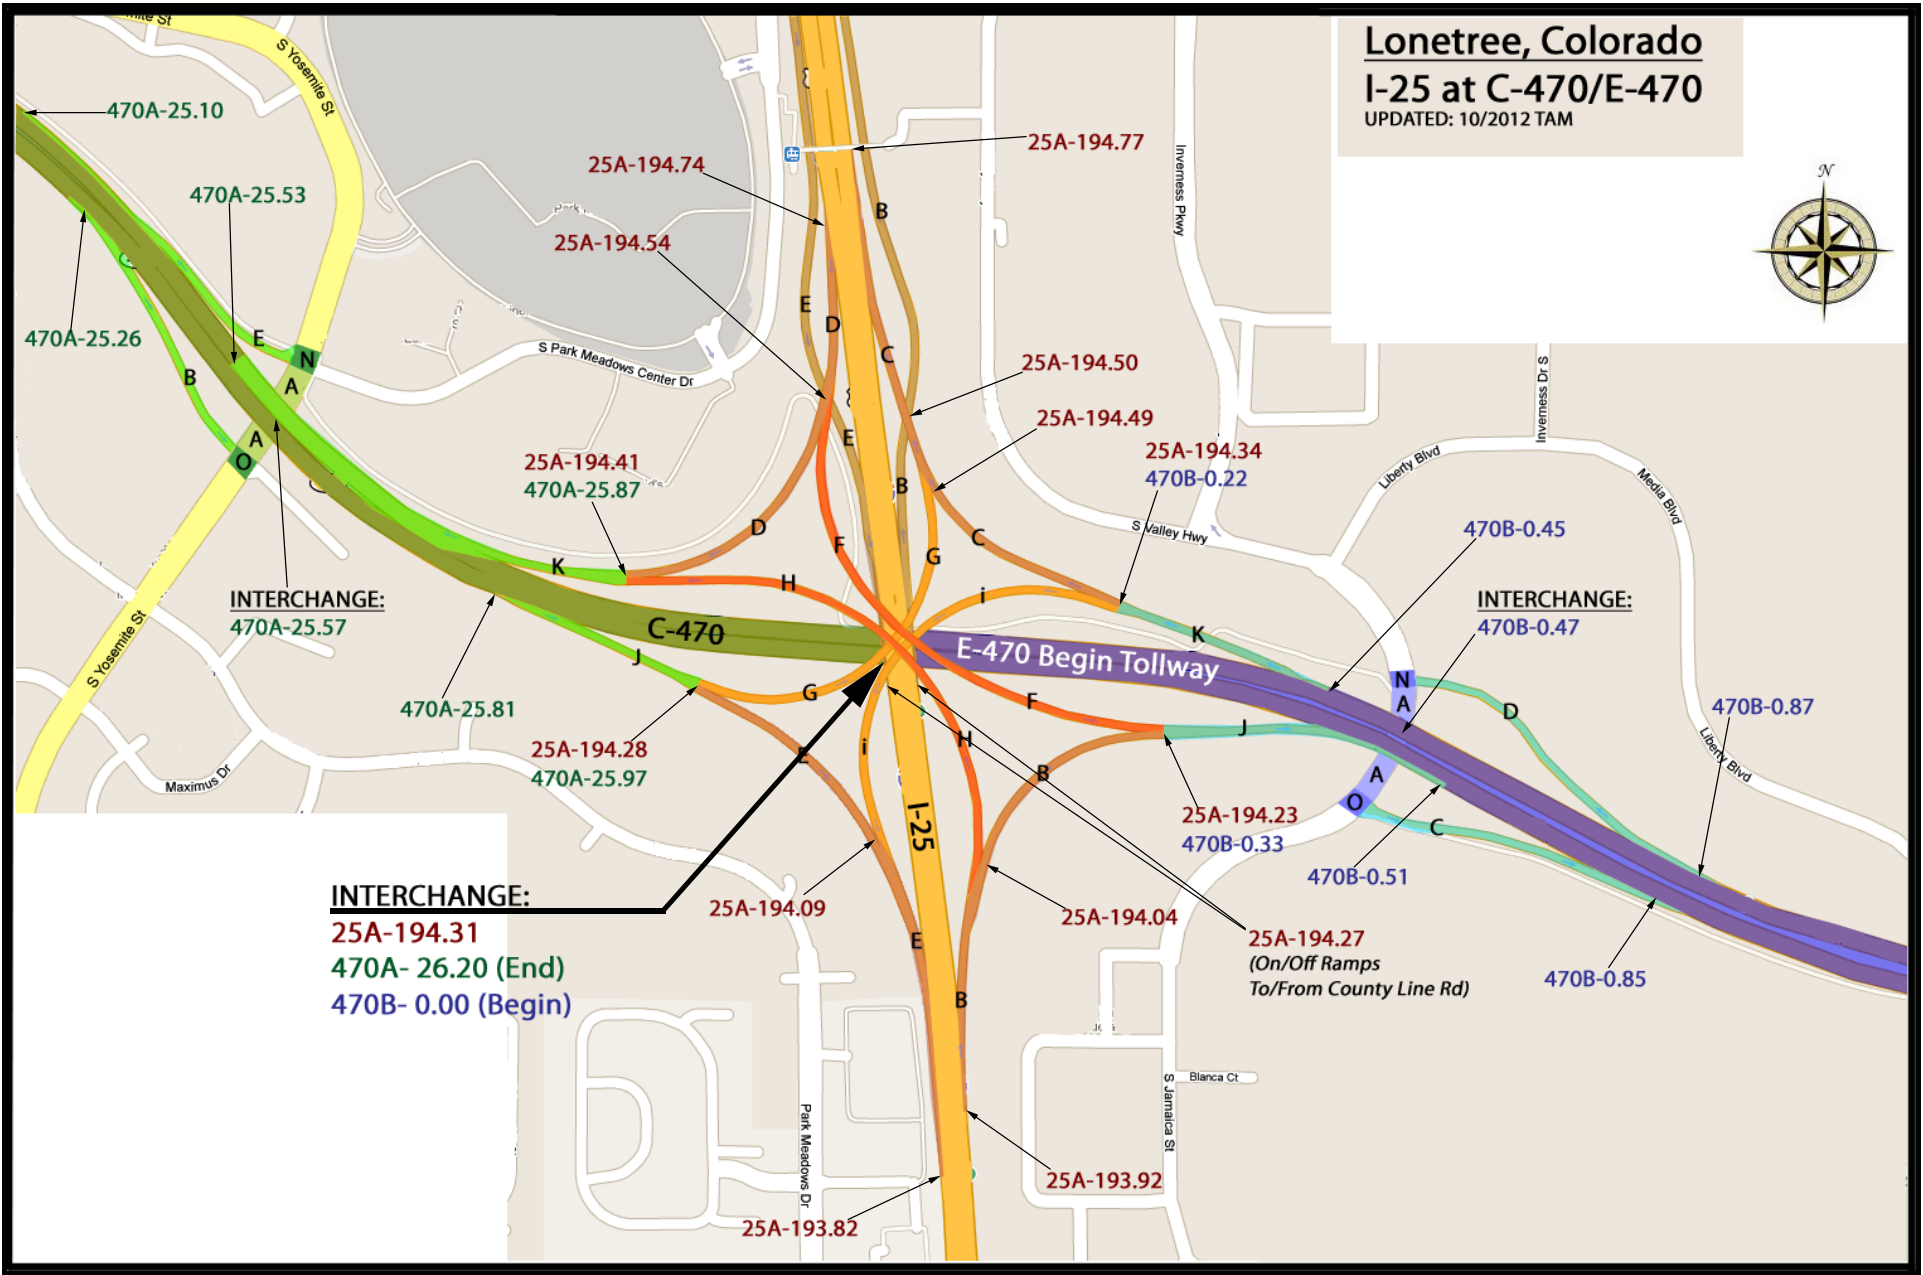 Lonetree, Colorado
I-25 at C-470/E-470
UPDATED: 10/2012 TAM
N
S Yosemite St
470A-25.10
470A-25.53
470A-25.26
E
N
A
B
A
O
INTERCHANGE:
470A-25.57
S Yosemite St
25A-194.74
25A-194.77
25A-194.54
B
E
D
C
S Park Meadows Center Dr
25A-194.50
25A-194.49
E
25A-194.41
470A-25.87
25A-194.34
470B-0.22
B
D
F
G
C
K
H
i
Inverness Pkwy
Inverness Dr S
Liberty Blvd
Media Blvd
S Valley Hwy
470B-0.45
INTERCHANGE:
470B-0.47
C-470
E-470 Begin Tollway
K
J
G
F
N
A
D
470B-0.87
Liberty Blvd
470A-25.81
25A-194.28
470A-25.97
E
i
H
J
B
A
O
C
Maximus Dr
I-25
25A-194.23
470B-0.33
470B-0.51
INTERCHANGE:
25A-194.31
470A- 26.20 (End)
470B- 0.00 (Begin)
25A-194.09
25A-194.04
E
25A-194.27
(On/Off Ramps
To/From County Line Rd)
470B-0.85
B
S Jamaica St
Blanca Ct
Park Meadows Dr
25A-193.92
25A-193.82